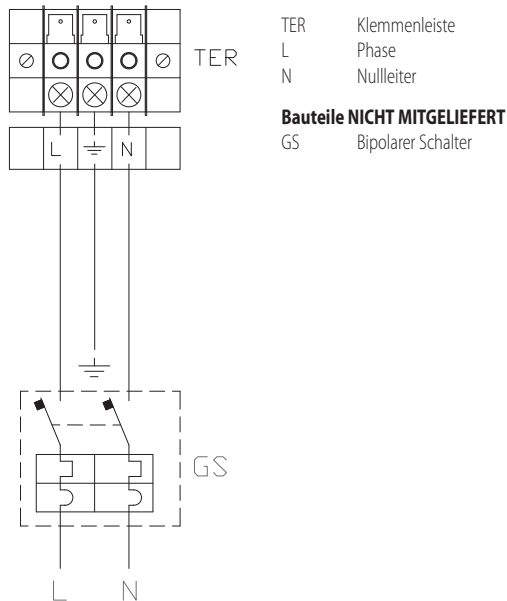 TER
TER Klemmenleiste
L Phase
N Nullleiter
Bauteile NICHT MITGELIEFERT
GS Bipolarer Schalter
L N
GS
L N